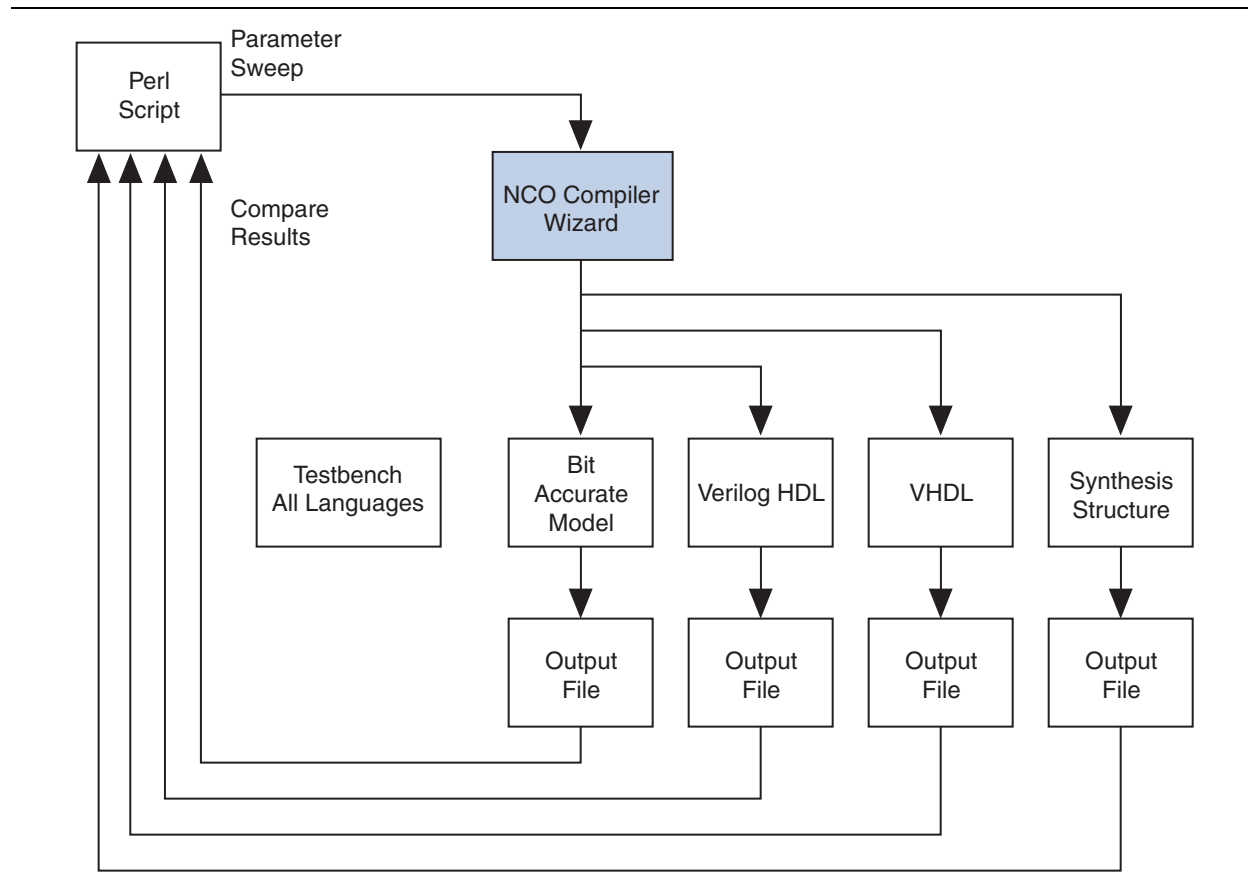 Parameter
Sweep
Perl
Script
NCO Compiler
Wizard
Compare
Results
Testbench
All Languages
Bit
Accurate
Model
Verilog HDL
VHDL
Synthesis
Structure
Output
File
Output
File
Output
File
Output
File